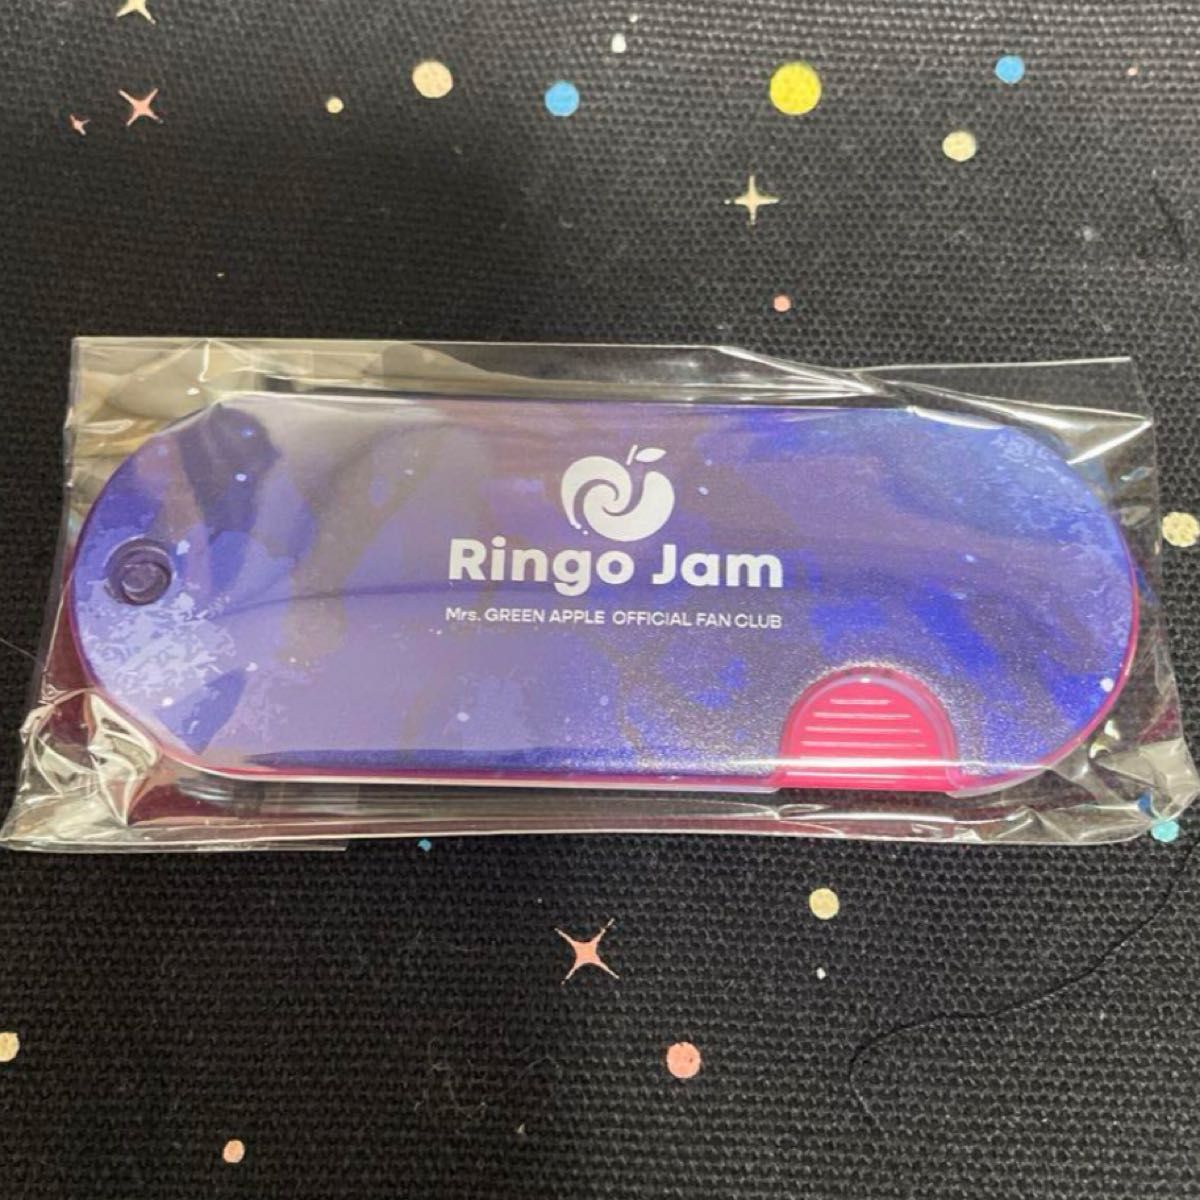 Ringo Jam
Mrs. GREEN APPLE OFFICIAL FAN CLUB